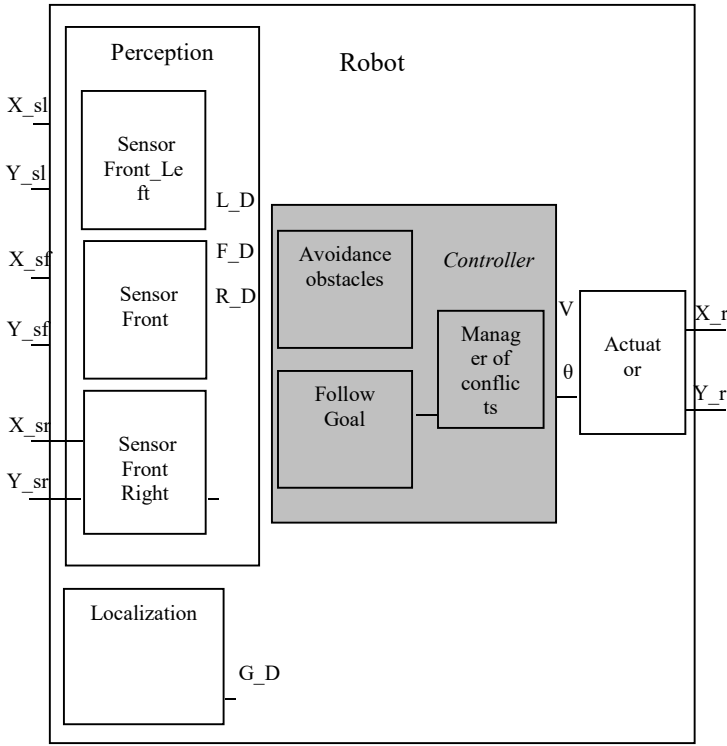 Perception
Robot
X_sl
Y_sl
X_sf
Y_sf
X_sr
Y_sr
Sensor
Front_Le
ft
Sensor
Front
Sensor
Front
Right
L_D
F_D
R_D
Avoidance
obstacles
Controller
Follow
Goal
Manag
er of
conflic
ts
V
θ
Actuat
or
X_r
Y_r
Localization
G_D